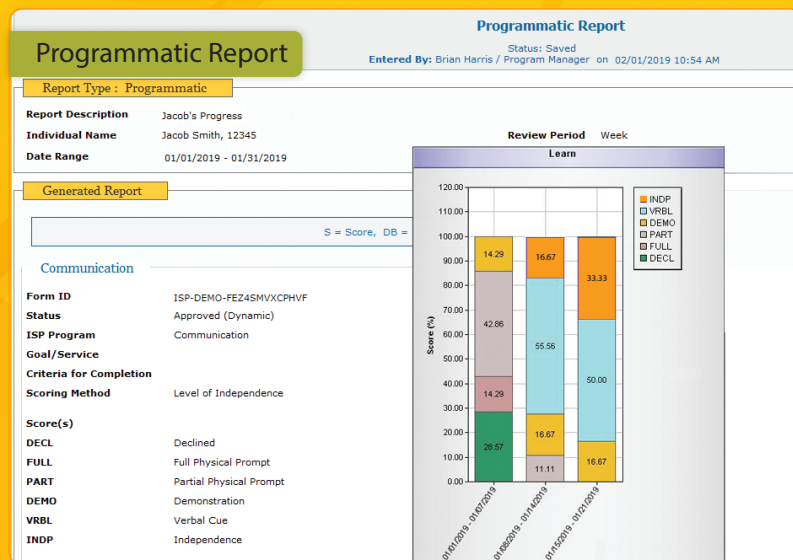 Programmatic Report
Programmatic Report
Status: Saved
Entered By: Brian Harris / Program Manager on 02/01/2019 10:54 AM
Report Type : Programmatic
Report Description Jacob's Progress
Individual Name Jacob Smith, 12345
Review Period Week
Date Range 01/01/2019 - 01/31/2019
Generated Report
S = Score, DB =
Communication
Form ID ISP-DEMO-FEZ4SMVXCPHVF
Status Approved (Dynamic)
ISP Program Communication
Goal/Service
Criteria for Completion
Scoring Method Level of Independence
Score(s)
DECL Declined
FULL Full Physical Prompt
PART Partial Physical Prompt
DEMO Demonstration
VRBL Verbal Cue
INDP Independence
Learn
Score (%)
120.00
110.00
100.00
90.00
80.00
70.00
60.00
50.00
40.00
30.00
20.00
10.00
0.00
14.29
42.86
14.29
28.57
16.67
55.56
16.67
11.11
33.33
50.00
16.67
01/01/2019 - 01/07/2019
01/08/2019 - 01/14/2019
01/15/2019 - 01/21/2019
INDP
VRBL
DEMO
PART
FULL
DECL